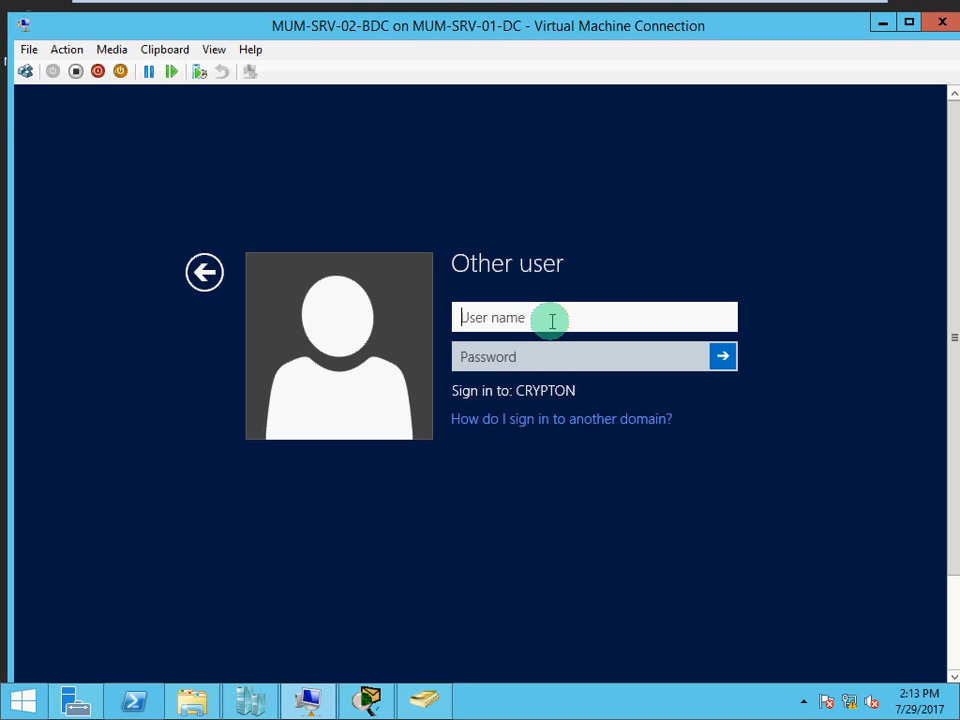 MUM-SRV-02-BDC on MUM-SRV-01-DC - Virtual Machine Connection
File Action Media Clipboard View Help
Other user
User name
Password
Sign in to: CRYPTON
How do I sign in to another domain?
2:13 PM
7/29/2017